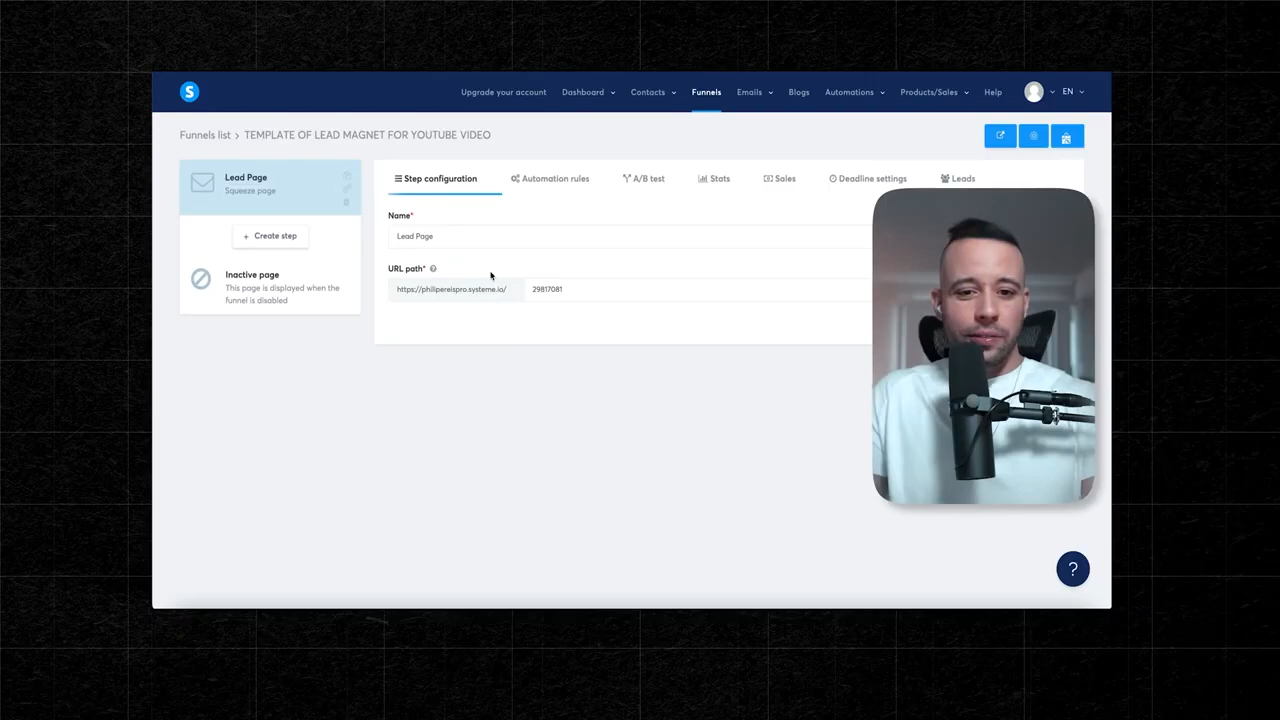 S
Upgrade your account
Dashboard
Contacts
Funnels
Emails
Blogs
Automations
Products/Sales
Help
EN
Funnels list > TEMPLATE OF LEAD MAGNET FOR YOUTUBE VIDEO
Lead Page
Squeeze page
+ Create step
Inactive page
This page is displayed when the
funnel is disabled
Step configuration
Automation rules
A/B test
Stats
Sales
Deadline settings
Leads
Name*
Lead Page
URL path* ?
https://philipereispro.systeme.io/ 29817081
?